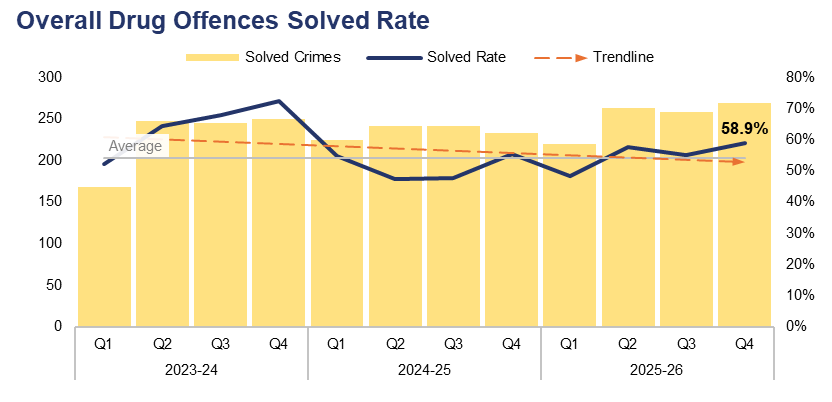 Overall Drug Offences Solved Rate
Solved Crimes Solved Rate Trendline
300 80%
250 70%
200 60%
150 50%
100 40%
50 30%
0 20%
10%
0%
58.9%
Average
Q1 Q2 Q3 Q4 Q1 Q2 Q3 Q4 Q1 Q2 Q3 Q4
2023-24 2024-25 2025-26